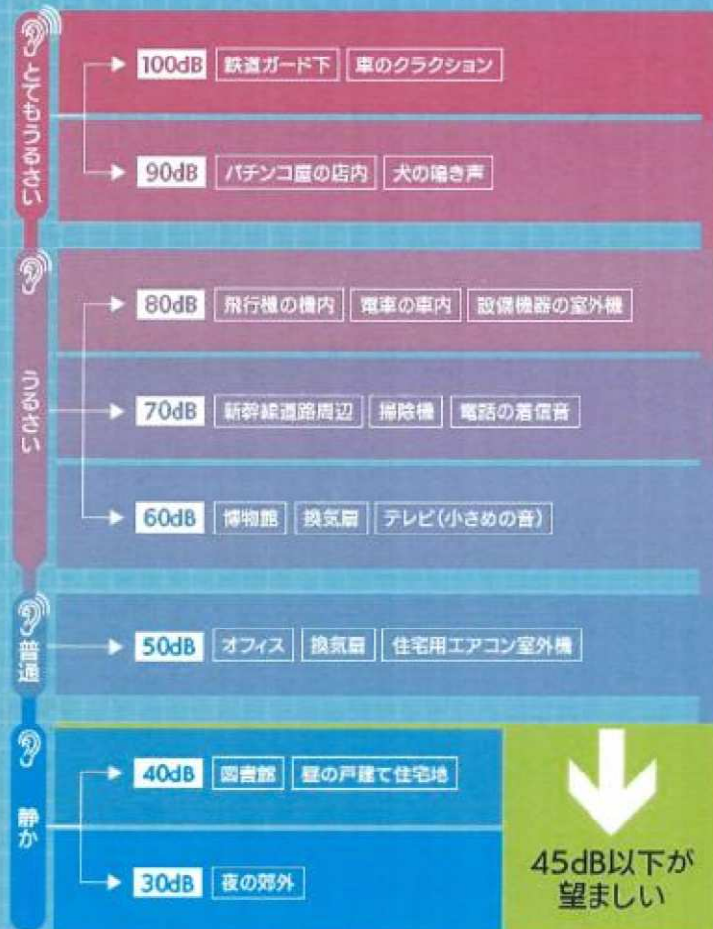 とてもうるさい
100dB 鉄道ガード下 車のクラクション
90dB パチンコ屋の店内 犬の鳴き声
うるさい
80dB 飛行機の機内 電車の車内 設備機器の室外機
70dB 新幹線道路周辺 掃除機 電話の着信音
60dB 博物館 換気扇 テレビ(小さめの音)
普通
50dB オフィス 換気扇 住宅用エアコン室外機
静か
40dB 図書館 昼の戸建て住宅地
30dB 夜の郊外
45dB以下が
望ましい